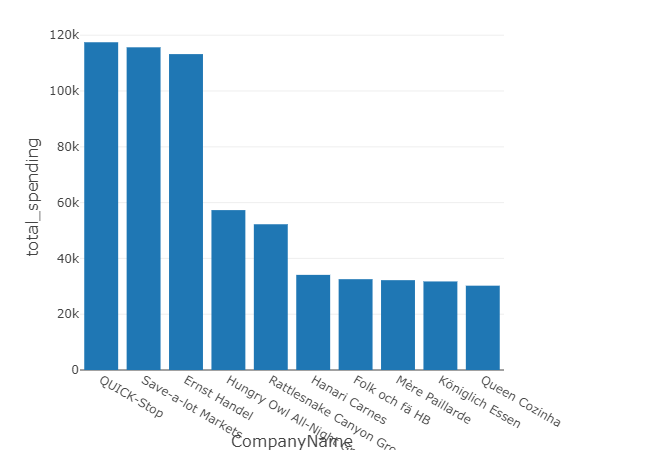 120k
100k
80k
60k
40k
20k
0
total_spending
QUICK-Stop
Save-a-lot Markets
Ernst Handel
Hungry Owl All-Night
Rattlesnake Canyon Gro
Hanari Carnes
Folk och fä HB
Mère Paillarde
Königlich Essen
Queen Cozinha
CompanyName